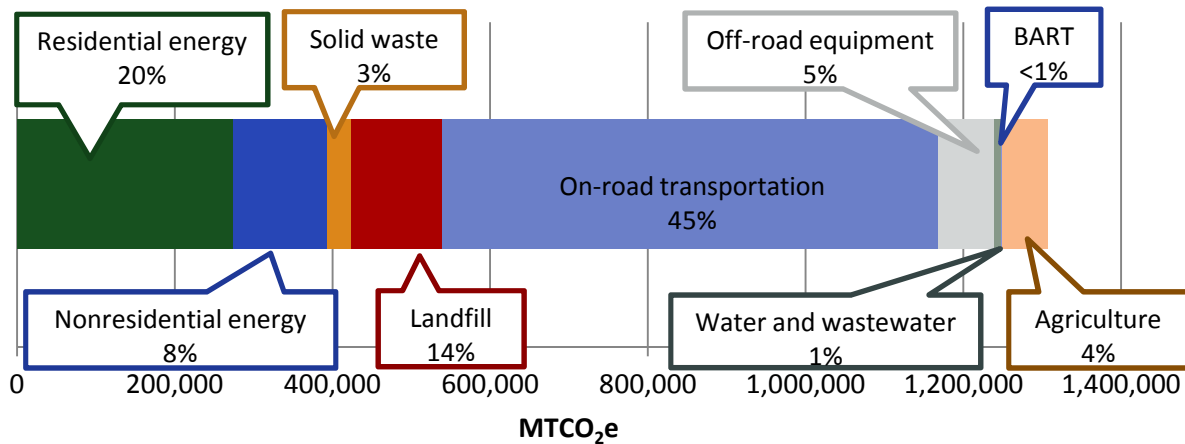 Residential energy
20%
Solid waste
3%
Off-road equipment
5%
BART
<1%
On-road transportation
45%
Nonresidential energy
8%
Landfill
14%
Water and wastewater
1%
Agriculture
4%
0
200,000
400,000
600,000
800,000
1,000,000
1,200,000
1,400,000
MTCO₂e